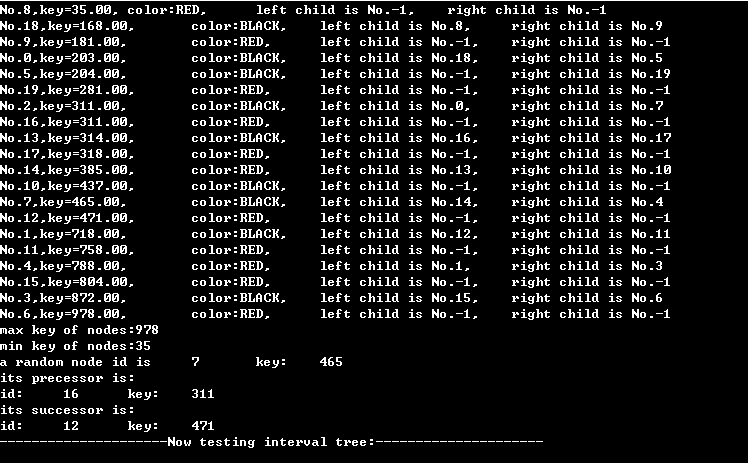 No.8,key=35.00, color:RED, left child is No.-1, right child is No.-1
No.18,key=168.00, color:BLACK, left child is No.8, right child is No.9
No.9,key=181.00, color:RED, left child is No.-1, right child is No.-1
No.0,key=203.00, color:BLACK, left child is No.18, right child is No.5
No.5,key=204.00, color:BLACK, left child is No.-1, right child is No.19
No.19,key=281.00, color:RED, left child is No.-1, right child is No.-1
No.2,key=311.00, color:BLACK, left child is No.0, right child is No.7
No.16,key=311.00, color:RED, left child is No.-1, right child is No.-1
No.13,key=314.00, color:BLACK, left child is No.16, right child is No.17
No.17,key=318.00, color:RED, left child is No.-1, right child is No.-1
No.14,key=385.00, color:RED, left child is No.13, right child is No.10
No.10,key=437.00, color:BLACK, left child is No.-1, right child is No.-1
No.7,key=465.00, color:BLACK, left child is No.14, right child is No.4
No.12,key=471.00, color:RED, left child is No.-1, right child is No.-1
No.1,key=718.00, color:BLACK, left child is No.12, right child is No.11
No.11,key=758.00, color:RED, left child is No.-1, right child is No.-1
No.4,key=788.00, color:RED, left child is No.1, right child is No.3
No.15,key=804.00, color:RED, left child is No.-1, right child is No.-1
No.3,key=872.00, color:BLACK, left child is No.15, right child is No.6
No.6,key=978.00, color:RED, left child is No.-1, right child is No.-1
max key of nodes:978
min key of nodes:35
a random node id is 7 key: 465
its precessor is:
id: 16 key: 311
its successor is:
id: 12 key: 471
---------------------Now testing interval tree:---------------------